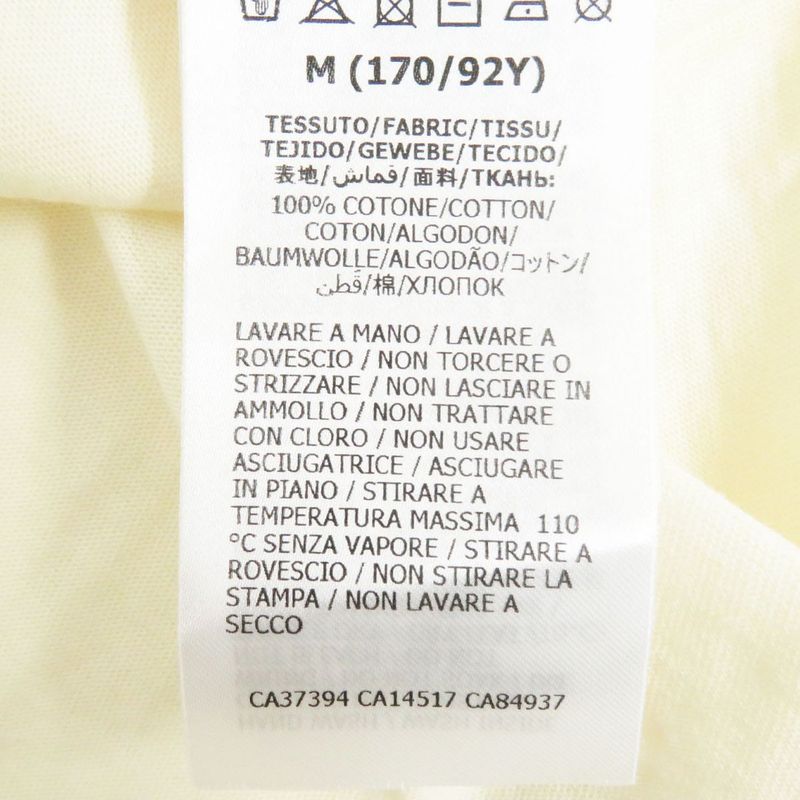 M (170/92Y)
TESSUTO/FABRIC/TISSU/
TEJIDO/GEWEBE/TECIDO/
表地/قماش/面料/ТКАНЬ:
100% COTONE/COTTON/
COTON/ALGODON/
BAUMWOLLE/ALGODÃO/コットン/
قطن/棉/ХЛОПОК
LAVARE A MANO / LAVARE A
ROVESCIO / NON TORCERE O
STRIZZARE / NON LASCIARE IN
AMMOLLO / NON TRATTARE
CON CLORO / NON USARE
ASCIUGATRICE / ASCIUGARE
IN PIANO / STIRARE A
TEMPERATURA MASSIMA 110
°C SENZA VAPORE / STIRARE A
ROVESCIO / NON STIRARE LA
STAMPA / NON LAVARE A
SECCO
CA37394 CA14517 CA84937